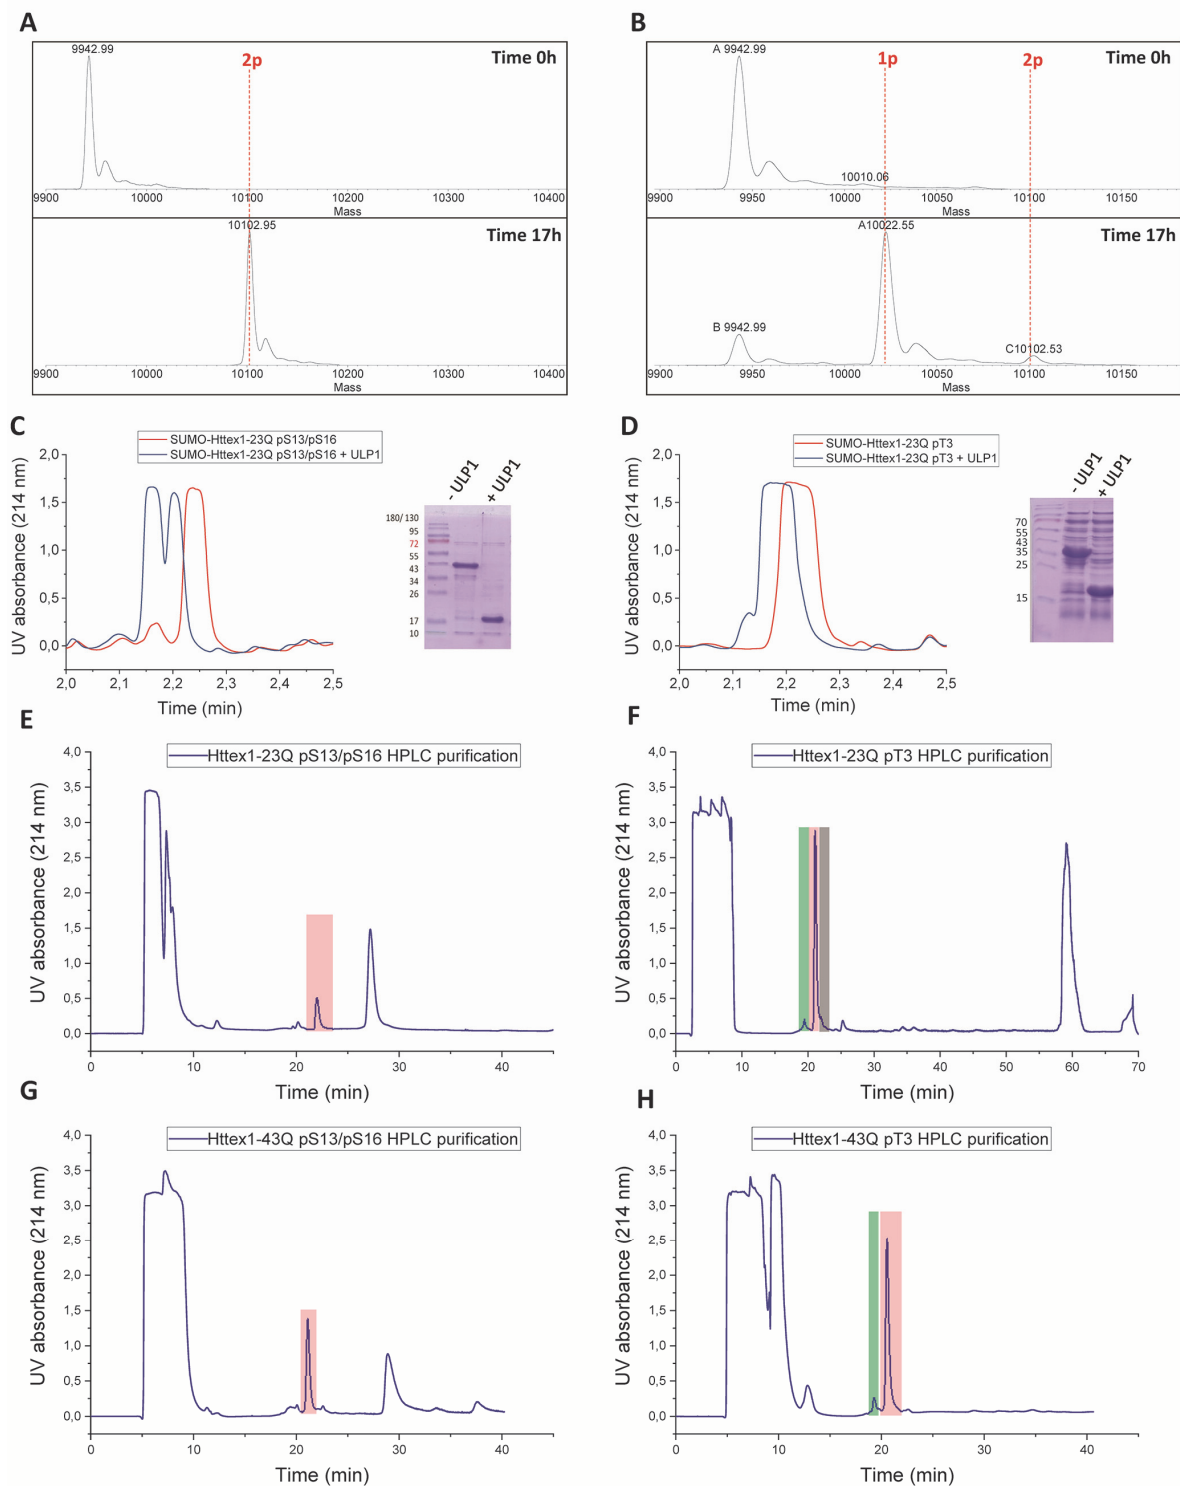 A
9942.99
2p
Time 0h
9900 10000 10100 10200 10300 10400
Mass
10102.95
Time 17h
9900 10000 10100 10200 10300 10400
Mass
B
A 9942.99
1p
2p
Time 0h
10010.06
9900 9950 10000 10050 10100 10150
Mass
A10022.55
Time 17h
B 9942.99
C10102.53
9900 9950 10000 10050 10100 10150
Mass
C
SUMO-Httex1-23Q pS13/pS16
SUMO-Httex1-23Q pS13/pS16 + ULP1
UV absorbance (214 nm)
2,0
1,5
1,0
0,5
0,0
2,0 2,1 2,2 2,3 2,4 2,5
Time (min)
- ULP1
+ ULP1
180/130
95
72
55
43
34
26
17
10
D
SUMO-Httex1-23Q pT3
SUMO-Httex1-23Q pT3 + ULP1
UV absorbance (214 nm)
2,0
1,5
1,0
0,5
0,0
2,0 2,1 2,2 2,3 2,4 2,5
Time (min)
- ULP1
+ ULP1
70
55
43
35
25
15
E
Httex1-23Q pS13/pS16 HPLC purification
UV absorbance (214 nm)
4,0
3,5
3,0
2,5
2,0
1,5
1,0
0,5
0,0
0 10 20 30 40
Time (min)
F
Httex1-23Q pT3 HPLC purification
UV absorbance (214 nm)
4,0
3,5
3,0
2,5
2,0
1,5
1,0
0,5
0,0
0 10 20 30 40 50 60 70
Time (min)
G
Httex1-43Q pS13/pS16 HPLC purification
UV absorbance (214 nm)
4,0
3,5
3,0
2,5
2,0
1,5
1,0
0,5
0,0
0 10 20 30 40
Time (min)
H
Httex1-43Q pT3 HPLC purification
UV absorbance (214 nm)
4,0
3,5
3,0
2,5
2,0
1,5
1,0
0,5
0,0
0 10 20 30 40
Time (min)